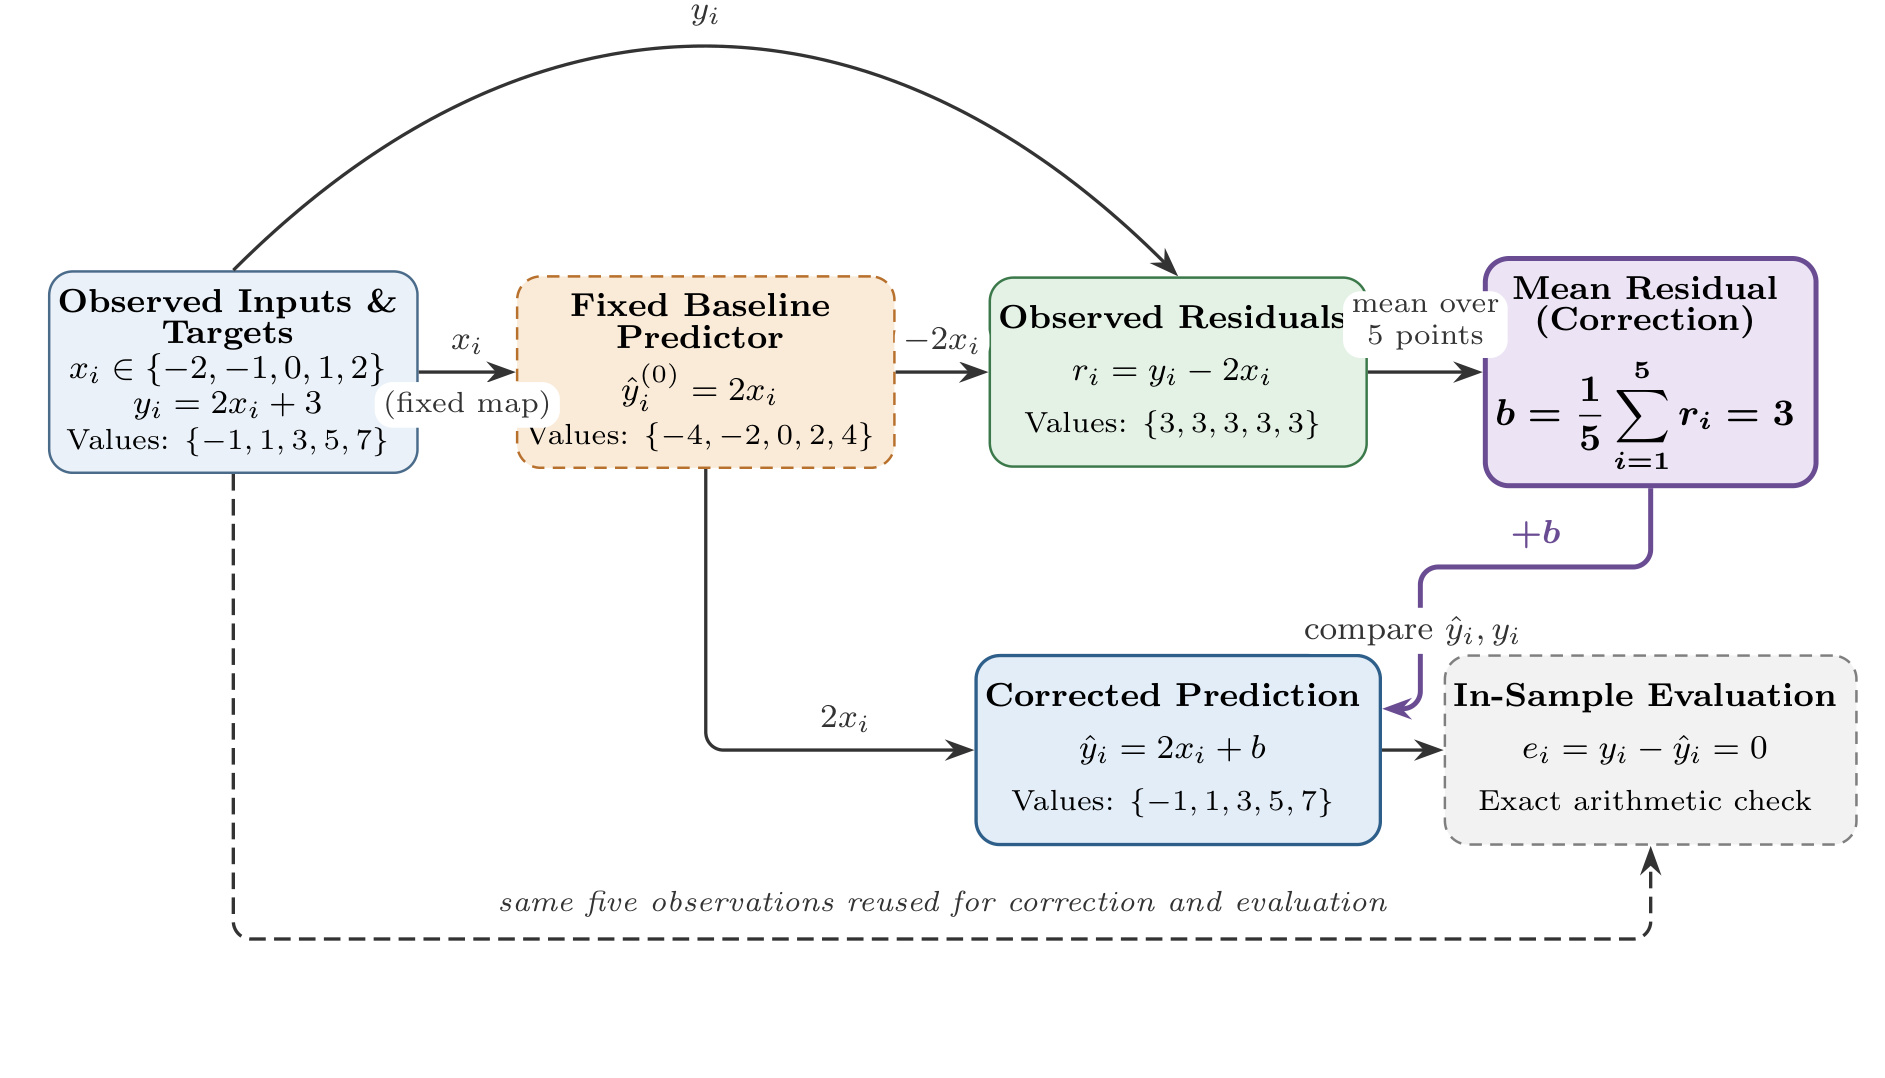 y_i
Observed Inputs &
Targets
x_i ∈ {−2, −1, 0, 1, 2}
y_i = 2x_i + 3
Values: {−1, 1, 3, 5, 7}
x_i
(fixed map)
Fixed Baseline
Predictor
ŷ_i^{(0)} = 2x_i
Values: {−4, −2, 0, 2, 4}
−2x_i
Observed Residuals
r_i = y_i − 2x_i
Values: {3, 3, 3, 3, 3}
mean over
5 points
Mean Residual
(Correction)
b = \frac{1}{5} \sum_{i=1}^{5} r_i = 3
+b
compare ŷ_i, y_i
2x_i
Corrected Prediction
ŷ_i = 2x_i + b
Values: {−1, 1, 3, 5, 7}
In-Sample Evaluation
e_i = y_i − ŷ_i = 0
Exact arithmetic check
same five observations reused for correction and evaluation